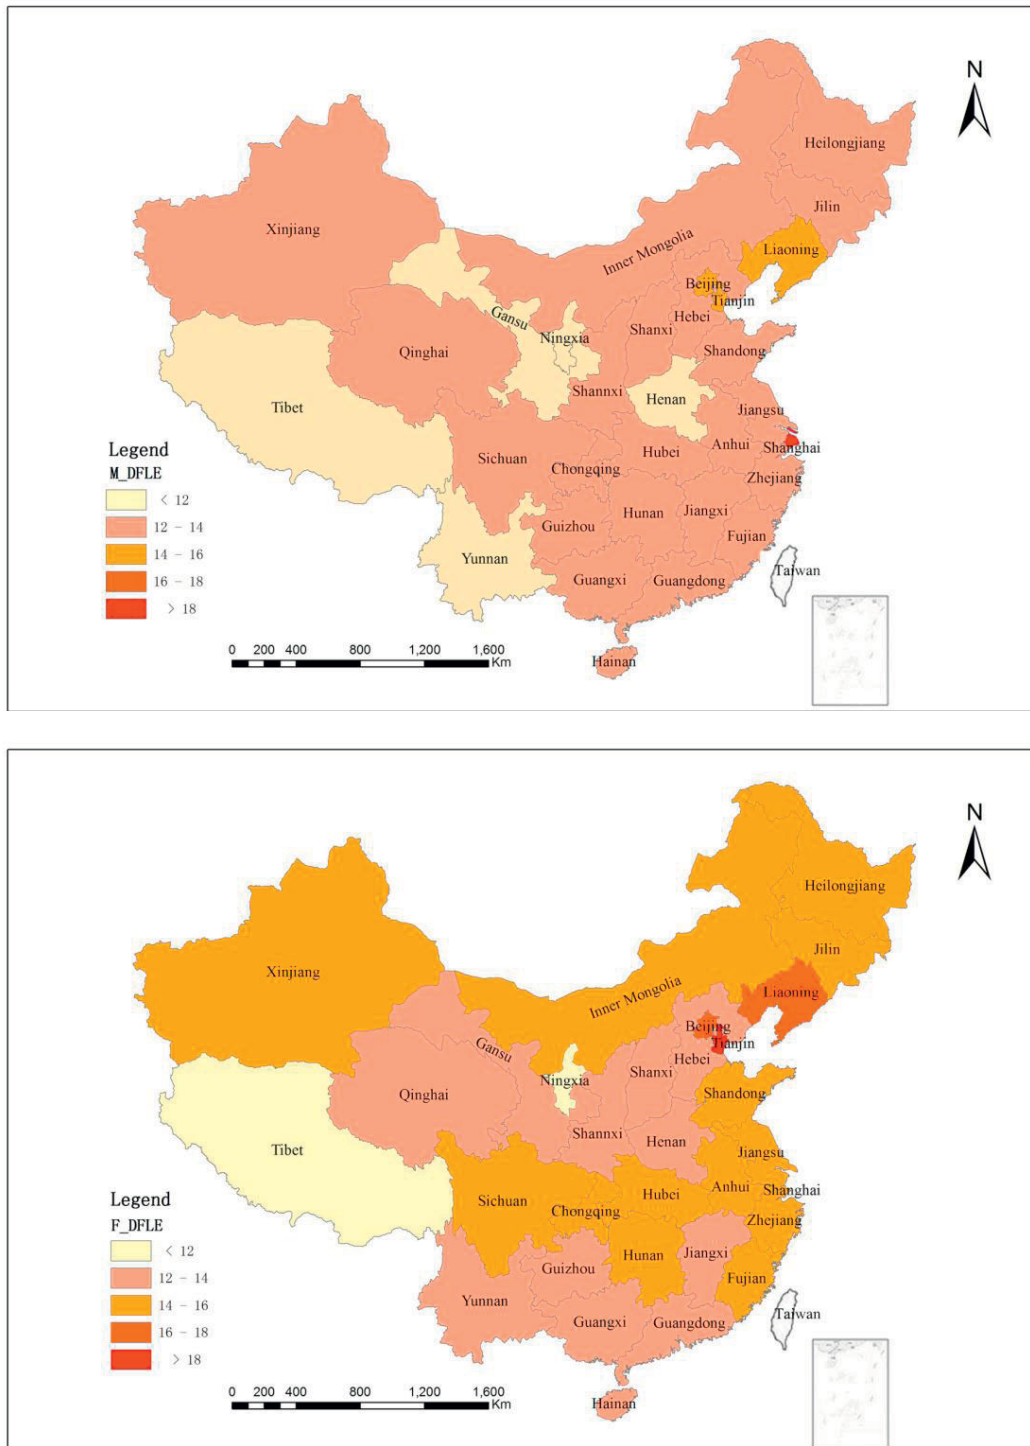 N
Heilongjiang
Jilin
Xinjiang
Inner Mongolia
Liaoning
Beijing
Tianjin
Gansu
Hebei
Shanxi
Ningxia
Qinghai
Shandong
Shannxi
Henan
Tibet
Jiangsu
Legend
M_DFLE
Hubei
Anhui
Shanghai
Sichuan
Chongqing
Zhejiang
< 12
12 - 14
14 - 16
16 - 18
> 18
Hunan
Jiangxi
Guizhou
Fujian
Yunnan
Taiwan
Guangxi
Guangdong
0 200 400 800 1,200 1,600
Km
Hainan
N
Heilongjiang
Jilin
Xinjiang
Inner Mongolia
Liaoning
Beijing
Tianjin
Gansu
Hebei
Shanxi
Ningxia
Qinghai
Shandong
Shannxi
Henan
Tibet
Jiangsu
Legend
F_DFLE
Hubei
Anhui
Shanghai
Sichuan
Chongqing
Zhejiang
< 12
12 - 14
14 - 16
16 - 18
> 18
Hunan
Jiangxi
Guizhou
Fujian
Yunnan
Taiwan
Guangxi
Guangdong
0 200 400 800 1,200 1,600
Km
Hainan